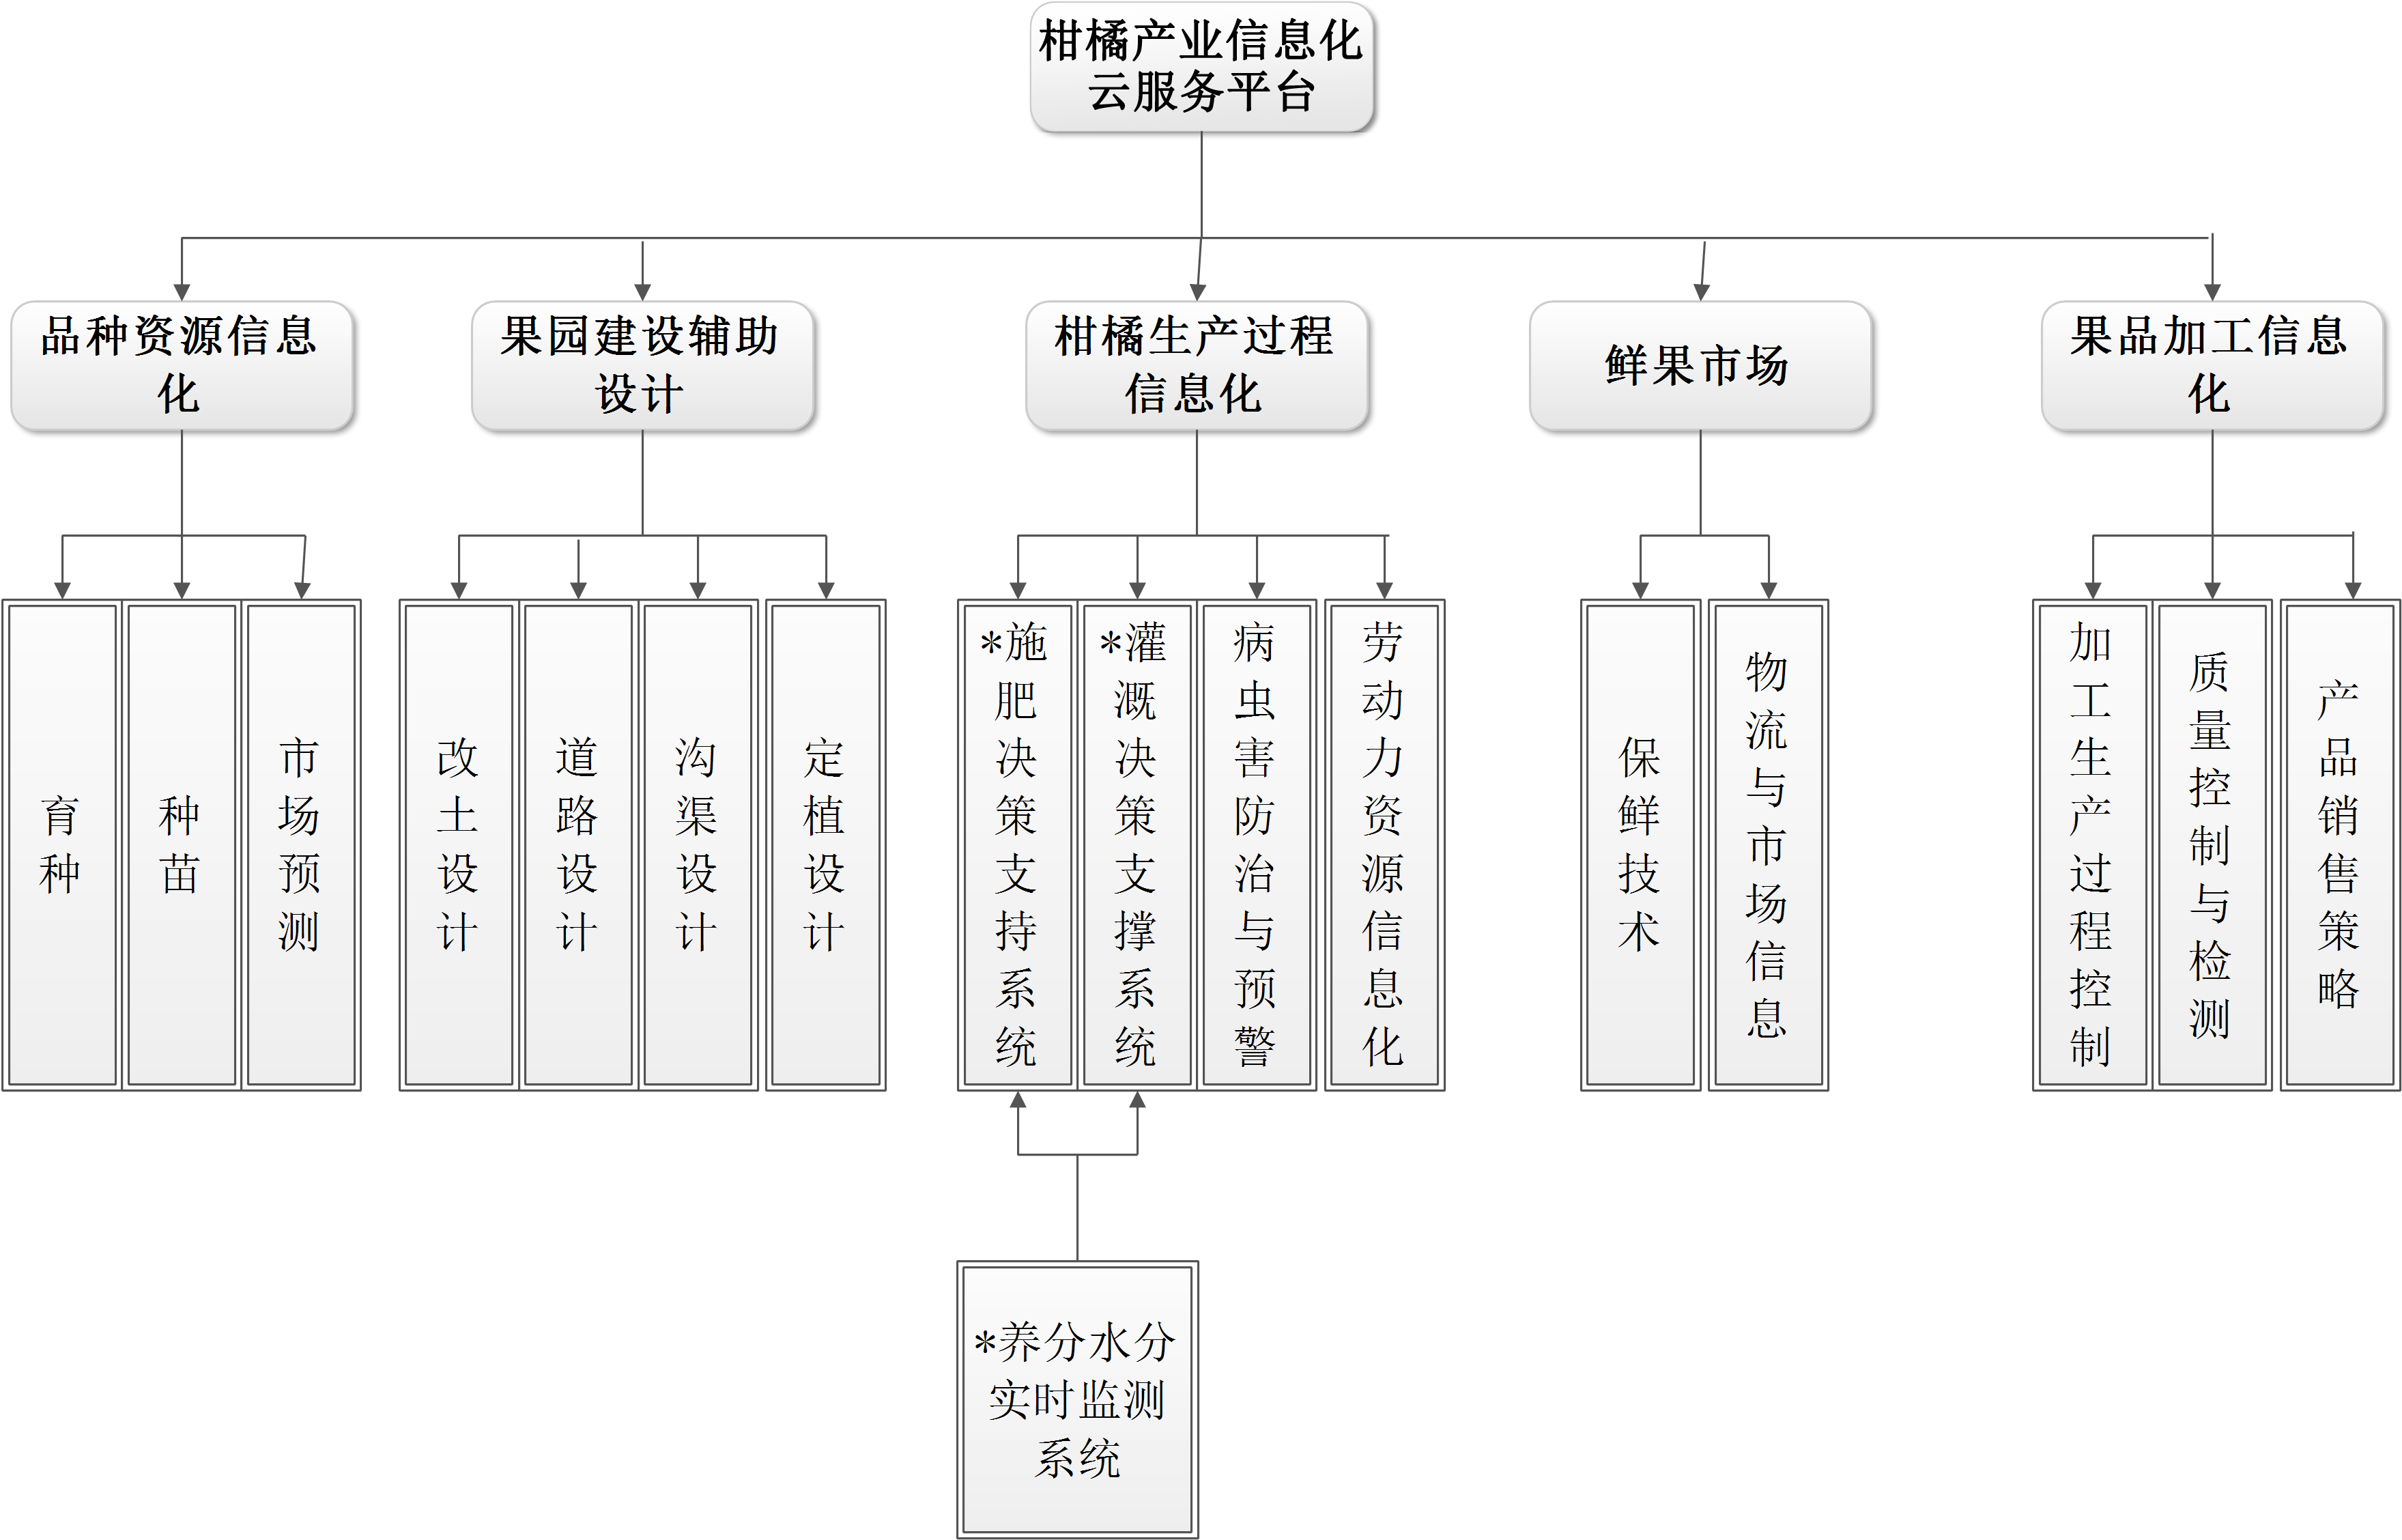 柑橘产业信息化
云服务平台
品种资源信息
化
果园建设辅助
设计
柑橘生产过程
信息化
鲜果市场
果品加工信息
化
育种
种苗
市场预测
改土设计
道路设计
沟渠设计
定植设计
*施肥决策支持系统
*灌溉决策支撑系统
病虫害防治与预警
劳动力资源信息化
保鲜技术
物流与市场信息
加工生产过程控制
质量控制与检测
产品销售策略
*养分水分
实时监测
系统